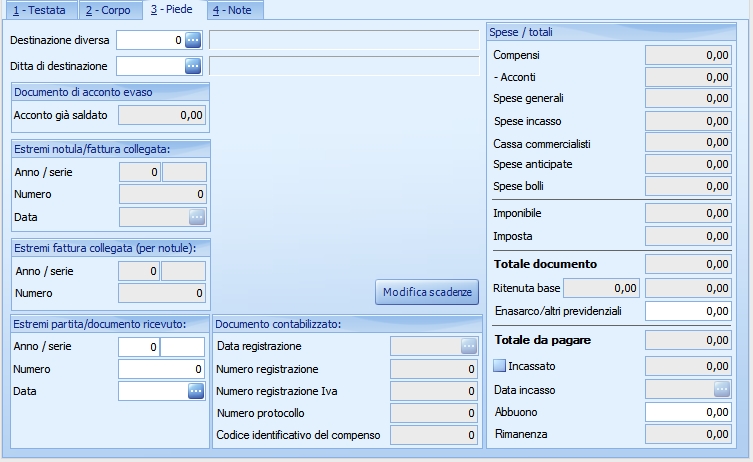 1 - Testata 2 - Corpo 3 - Piede 4 - Note
Destinazione diversa 0 ...
Ditta di destinazione ...
Documento di acconto evaso
Acconto già saldato 0,00
Estremi notula/fattura collegata:
Anno / serie 0
Numero 0
Data ...
Estremi fattura collegata (per notule):
Anno / serie 0
Numero 0
Modifica scadenze
Estremi partita/documento ricevuto:
Anno / serie 0
Numero 0
Data ...
Documento contabilizzato:
Data registrazione ...
Numero registrazione 0
Numero registrazione Iva 0
Numero protocollo 0
Codice identificativo del compenso 0
Spese / totali
Compensi 0,00
- Acconti 0,00
Spese generali 0,00
Spese incasso 0,00
Cassa commercialisti 0,00
Spese anticipate 0,00
Spese bolli 0,00
Imponibile 0,00
Imposta 0,00
Totale documento 0,00
Ritenuta base 0,00 0,00
Enasarco/altri previdenziali 0,00
Totale da pagare 0,00
Incassato 0,00
Data incasso ...
Abbuono 0,00
Rimanenza 0,00